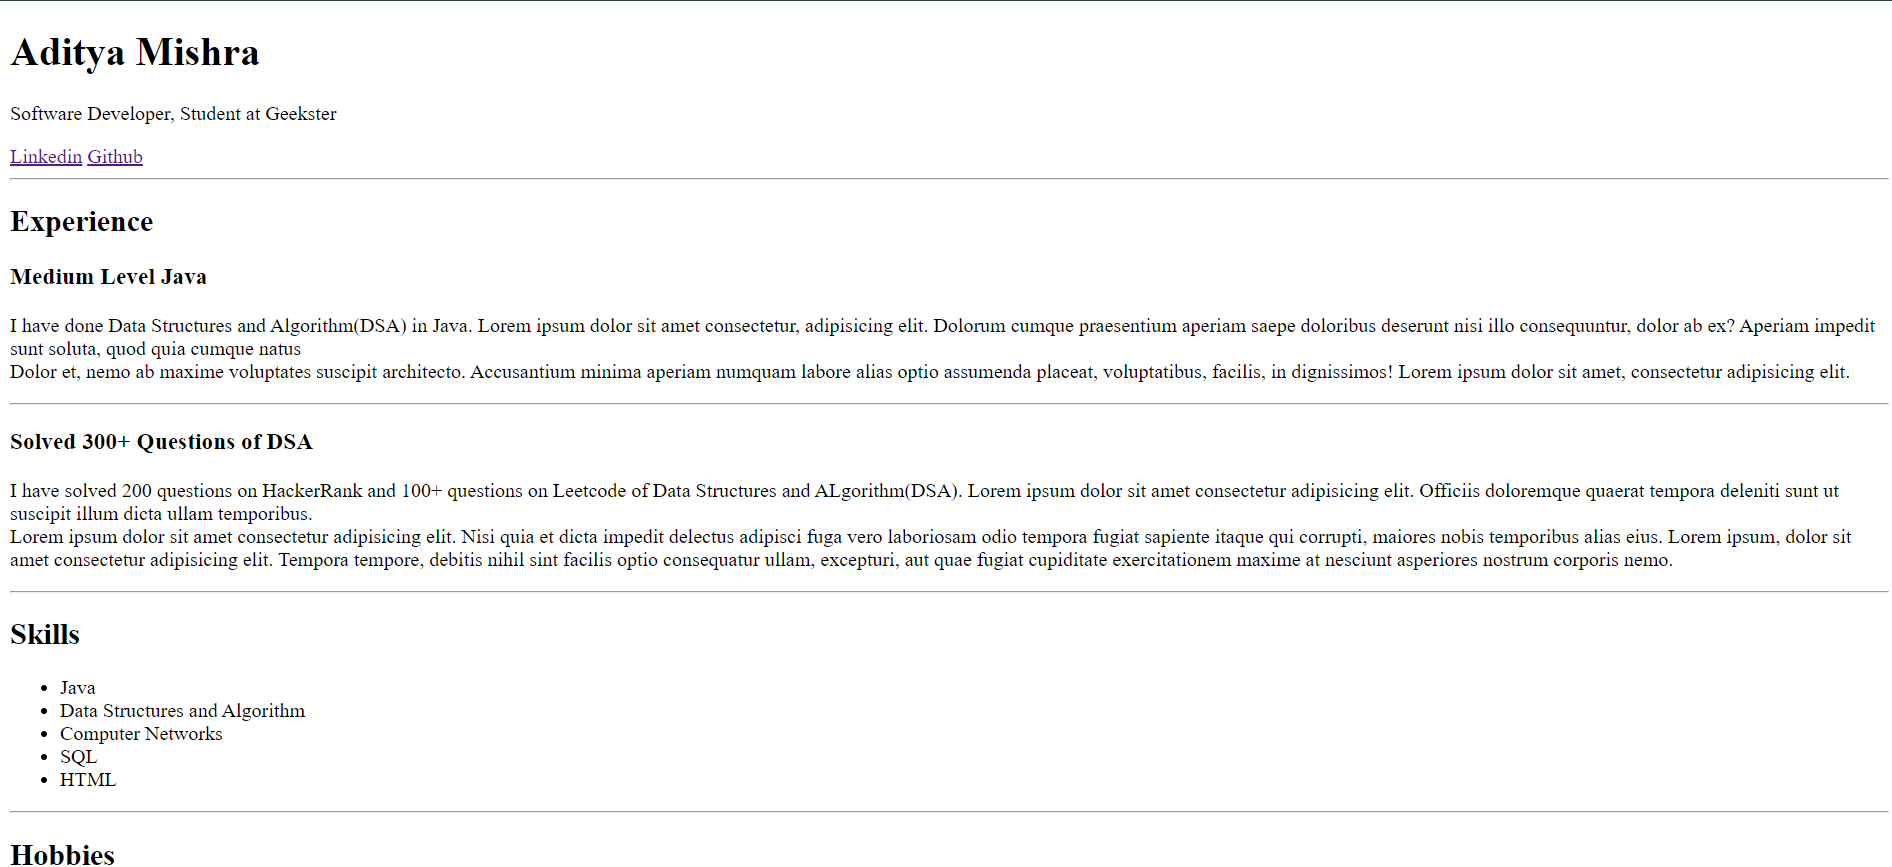 Aditya Mishra
Software Developer, Student at Geekster
Linkedin Github
Experience
Medium Level Java
I have done Data Structures and Algorithm(DSA) in Java. Lorem ipsum dolor sit amet consectetur, adipisicing elit. Dolorum cumque praesentium aperiam saepe doloribus deserunt nisi illo consequuntur, dolor ab ex? Aperiam impedit
sunt soluta, quod quia cumque natus
Dolor et, nemo ab maxime voluptates suscipit architecto. Accusantium minima aperiam numquam labore alias optio assumenda placeat, voluptatibus, facilis, in dignissimos! Lorem ipsum dolor sit amet, consectetur adipisicing elit.
Solved 300+ Questions of DSA
I have solved 200 questions on HackerRank and 100+ questions on Leetcode of Data Structures and ALgorithm(DSA). Lorem ipsum dolor sit amet consectetur adipisicing elit. Officiis doloremque quaerat tempora deleniti sunt ut
suscipit illum dicta ullam temporibus.
Lorem ipsum dolor sit amet consectetur adipisicing elit. Nisi quia et dicta impedit delectus adipisci fuga vero laboriosam odio tempora fugiat sapiente itaque qui corrupti, maiores nobis temporibus alias eius. Lorem ipsum, dolor sit
amet consectetur adipisicing elit. Tempora tempore, debitis nihil sint facilis optio consequatur ullam, excepturi, aut quae fugiat cupiditate exercitationem maxime at nesciunt asperiores nostrum corporis nemo.
Skills
• Java
• Data Structures and Algorithm
• Computer Networks
• SQL
• HTML
Hobbies